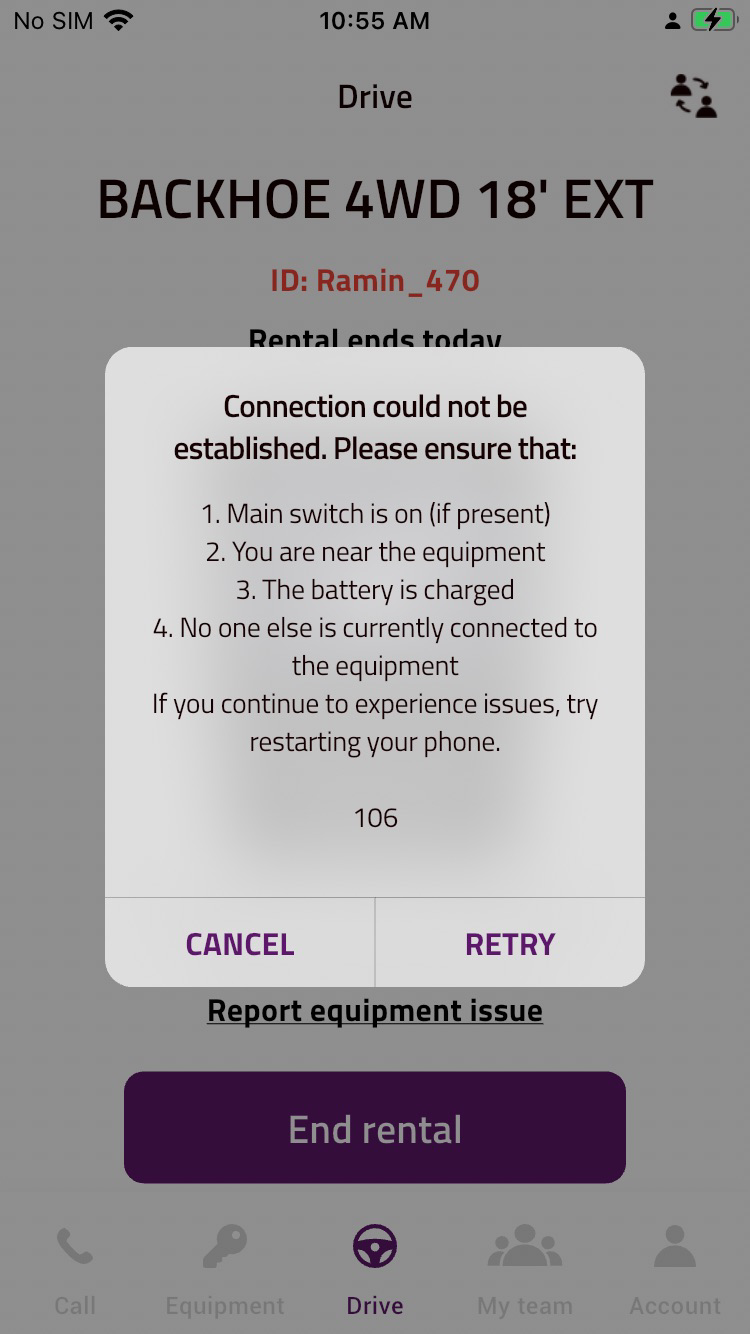 No SIM 10:55 AM
Drive
BACKHOE 4WD 18' EXT
ID: Ramin_470
Rental ends today
Connection could not be
established. Please ensure that:
1. Main switch is on (if present)
2. You are near the equipment
3. The battery is charged
4. No one else is currently connected to
the equipment
If you continue to experience issues, try
restarting your phone.
106
CANCEL RETRY
Report equipment issue
End rental
Call Equipment Drive My team Account